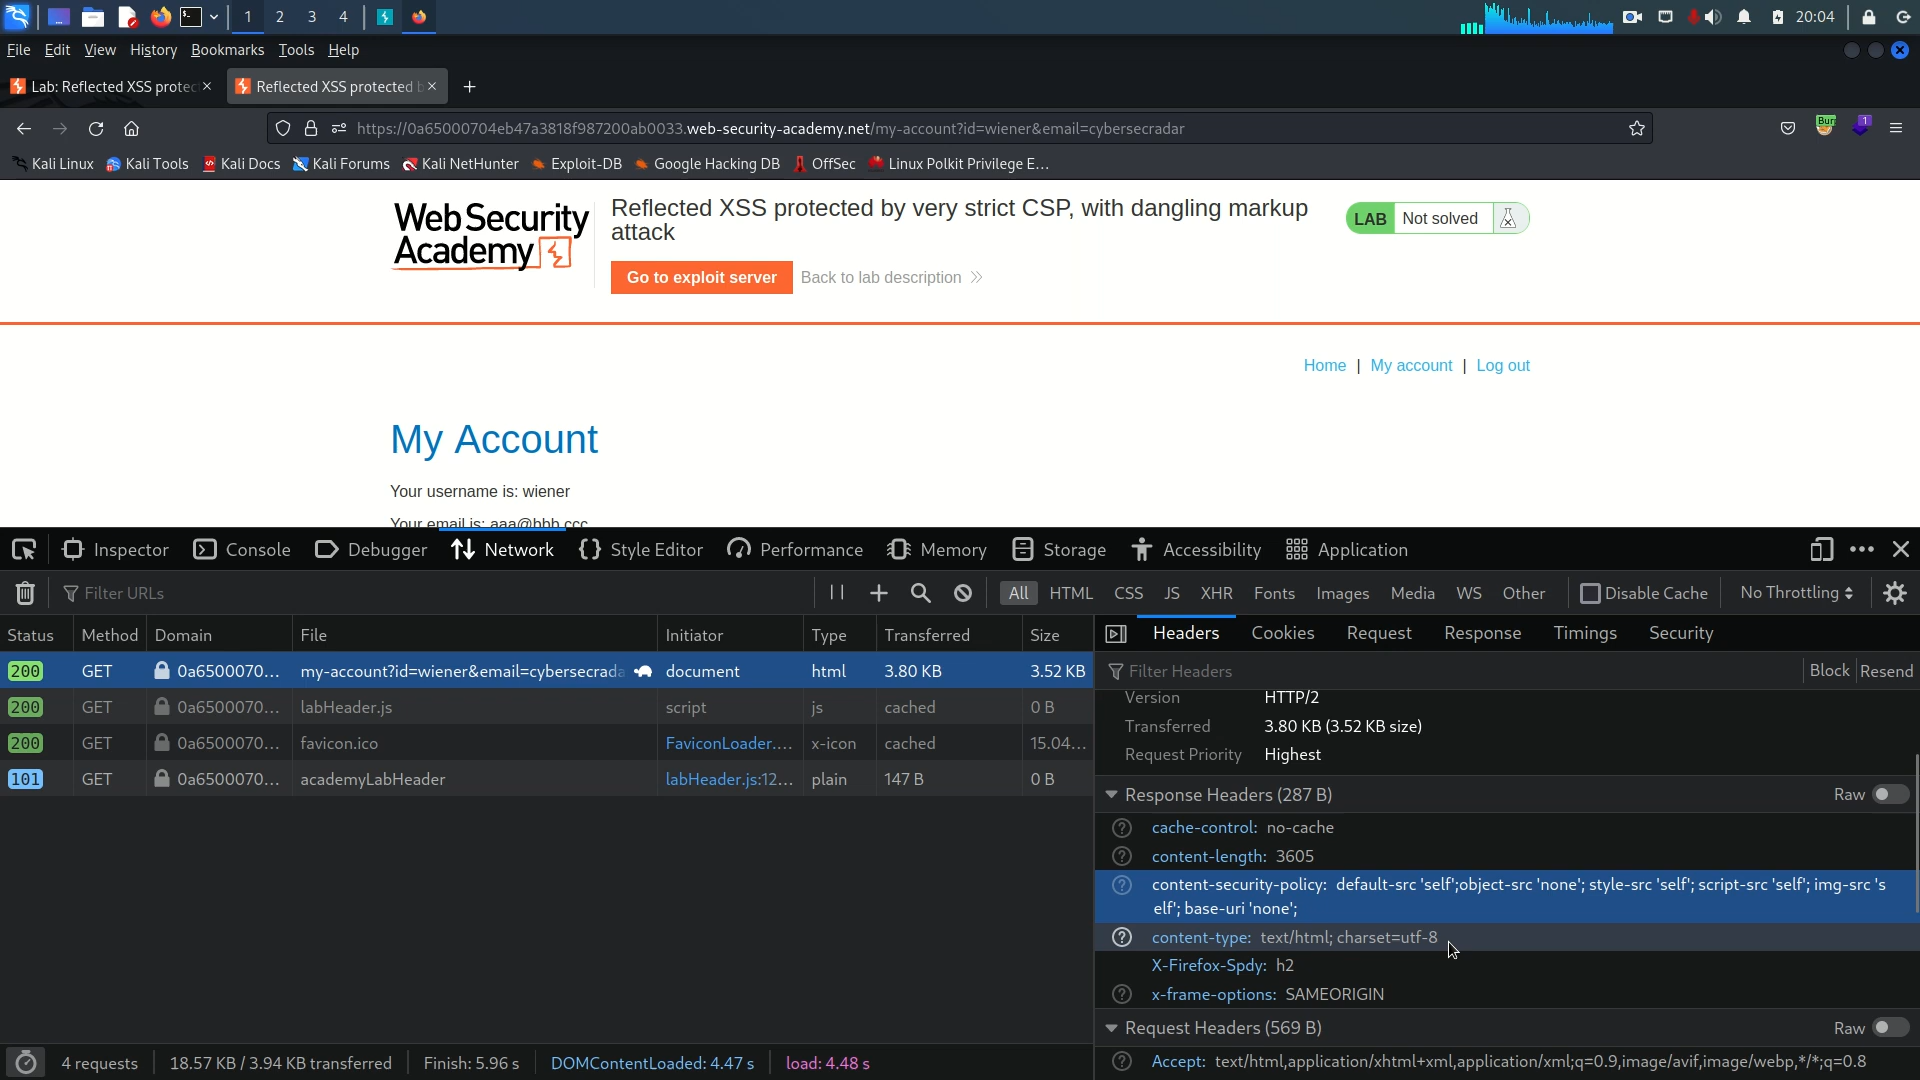 1 2 3 4 20:04
File Edit View History Bookmarks Tools Help
Lab: Reflected XSS protec Reflected XSS protected b
https://0a65000704eb47a3818f987200ab0033.web-security-academy.net/my-account?id=wiener&email=cybersecradar
Bur 1
Kali Linux Kali Tools Kali Docs Kali Forums Kali NetHunter Exploit-DB Google Hacking DB OffSec Linux Polkit Privilege E...
WebSecurity
Academy
Reflected XSS protected by very strict CSP, with dangling markup
attack
LAB Not solved
Go to exploit server Back to lab description
Home | My account | Log out
My Account
Your username is: wiener
Your email is: aaa@bbb.ccc
Inspector Console Debugger Network Style Editor Performance Memory Storage Accessibility Application
Filter URLs All HTML CSS JS XHR Fonts Images Media WS Other Disable Cache No Throttling
Status Method Domain File Initiator Type Transferred Size
200 GET 0a6500070... my-account?id=wiener&email=cybersecrada document html 3.80 KB 3.52 KB
200 GET 0a6500070... labHeader.js script js cached 0 B
200 GET 0a6500070... favicon.ico FaviconLoader.... x-icon cached 15.04...
101 GET 0a6500070... academyLabHeader labHeader.js:12... plain 147 B 0 B
Headers Cookies Request Response Timings Security
Filter Headers Block Resend
Version HTTP/2
Transferred 3.80 KB (3.52 KB size)
Request Priority Highest
Response Headers (287 B) Raw
cache-control: no-cache
content-length: 3605
content-security-policy: default-src 'self';object-src 'none'; style-src 'self'; script-src 'self'; img-src 's
elf'; base-uri 'none';
content-type: text/html; charset=utf-8
X-Firefox-Spdy: h2
x-frame-options: SAMEORIGIN
Request Headers (569 B) Raw
Accept: text/html,application/xhtml+xml,application/xml;q=0.9,image/avif,image/webp,*/*;q=0.8
4 requests 18.57 KB / 3.94 KB transferred Finish: 5.96 s DOMContentLoaded: 4.47 s load: 4.48 s